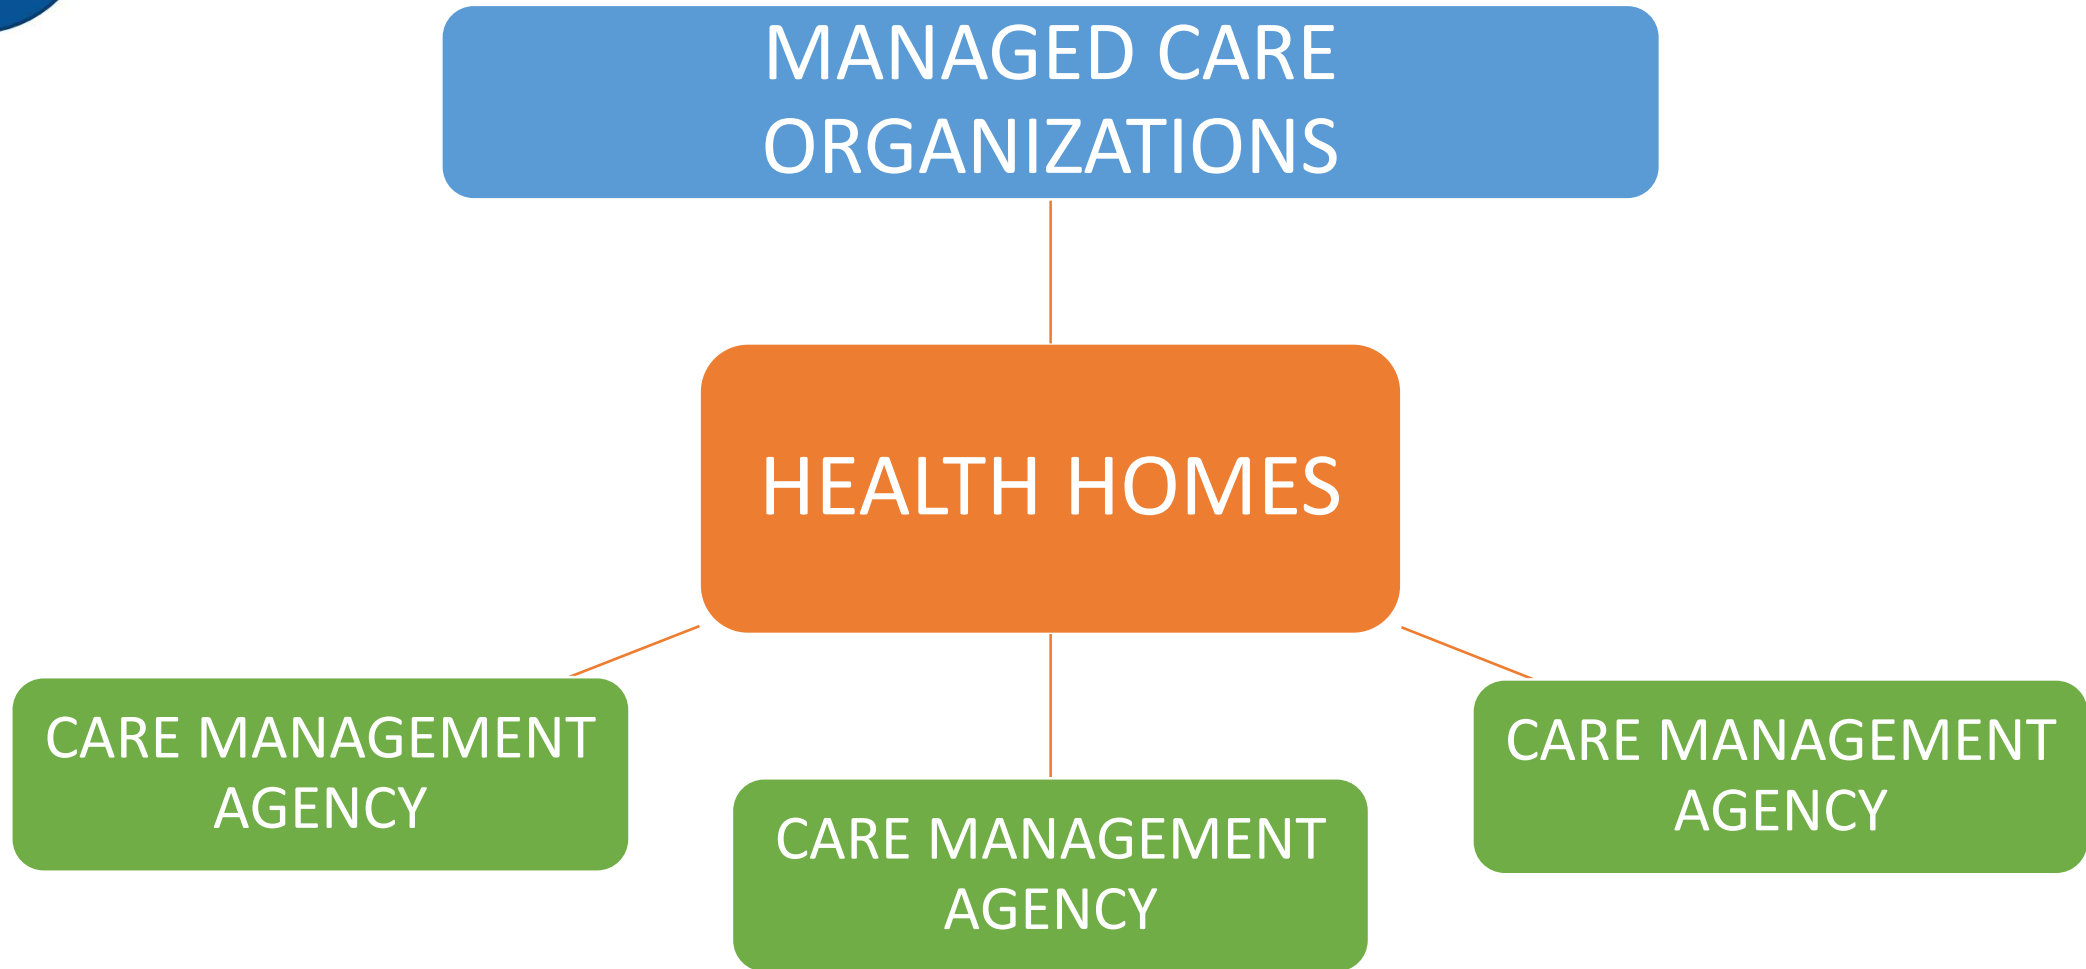 MANAGED CARE
ORGANIZATIONS
HEALTH HOMES
CARE MANAGEMENT
AGENCY
CARE MANAGEMENT
AGENCY
CARE MANAGEMENT
AGENCY